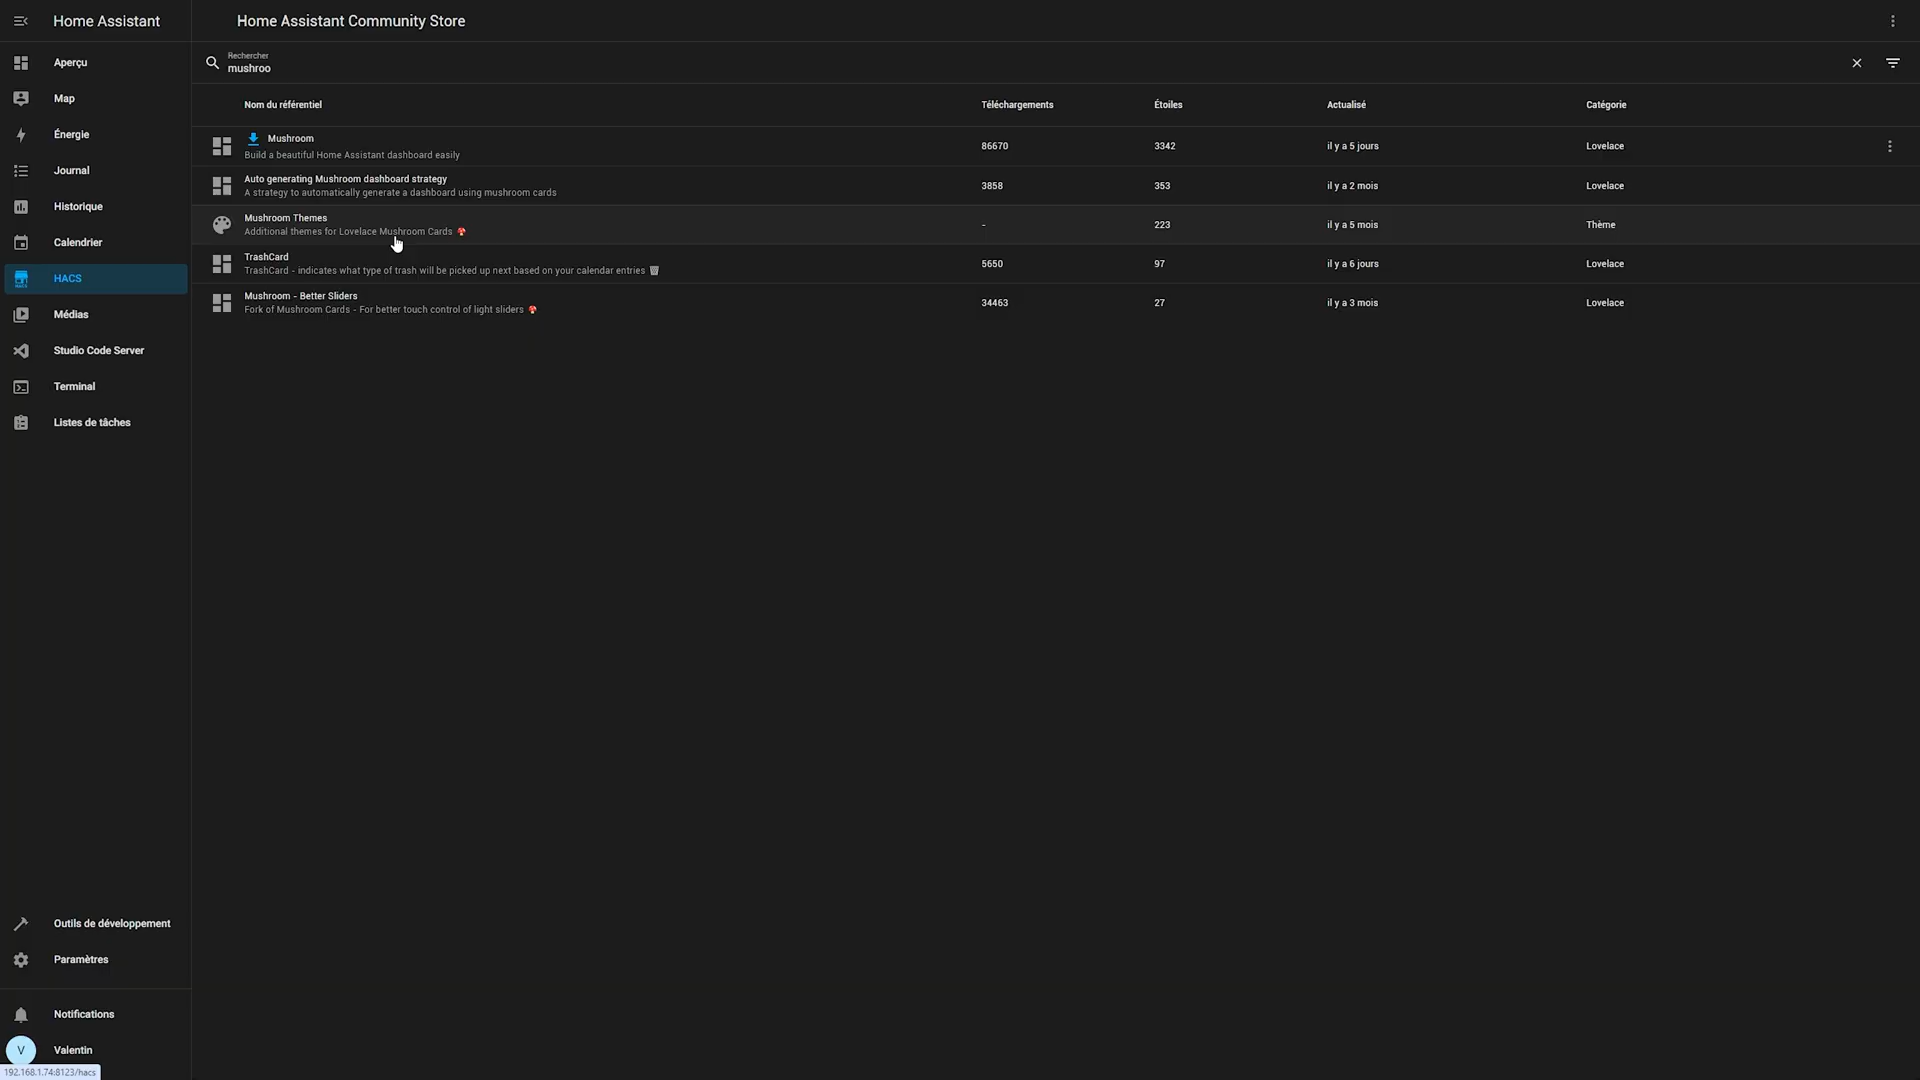 Home Assistant
Home Assistant Community Store
Aperçu
Map
Énergie
Journal
Historique
Calendrier
HACS
HACS
Médias
Studio Code Server
Terminal
Listes de tâches
Outils de développement
Paramètres
Notifications
V
Valentin
192.168.1.74:8123/hacs
Rechercher
mushroo
Nom du référentiel Téléchargements Étoiles Actualisé Catégorie
Mushroom
Build a beautiful Home Assistant dashboard easily
86670 3342 il y a 5 jours Lovelace
Auto generating Mushroom dashboard strategy
A strategy to automatically generate a dashboard using mushroom cards
3858 353 il y a 2 mois Lovelace
Mushroom Themes
Additional themes for Lovelace Mushroom Cards 🍄
- 223 il y a 5 mois Thème
TrashCard
TrashCard - indicates what type of trash will be picked up next based on your calendar entries 🗑
5650 97 il y a 6 jours Lovelace
Mushroom - Better Sliders
Fork of Mushroom Cards - For better touch control of light sliders 🍄
34463 27 il y a 3 mois Lovelace